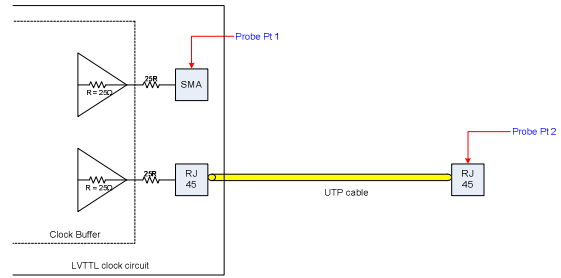 Probe Pt 1
25R
SMA
R = 25Ω
Probe Pt 2
25R
RJ
45
RJ
45
R = 25Ω
UTP cable
Clock Buffer
LVTTL clock circuit